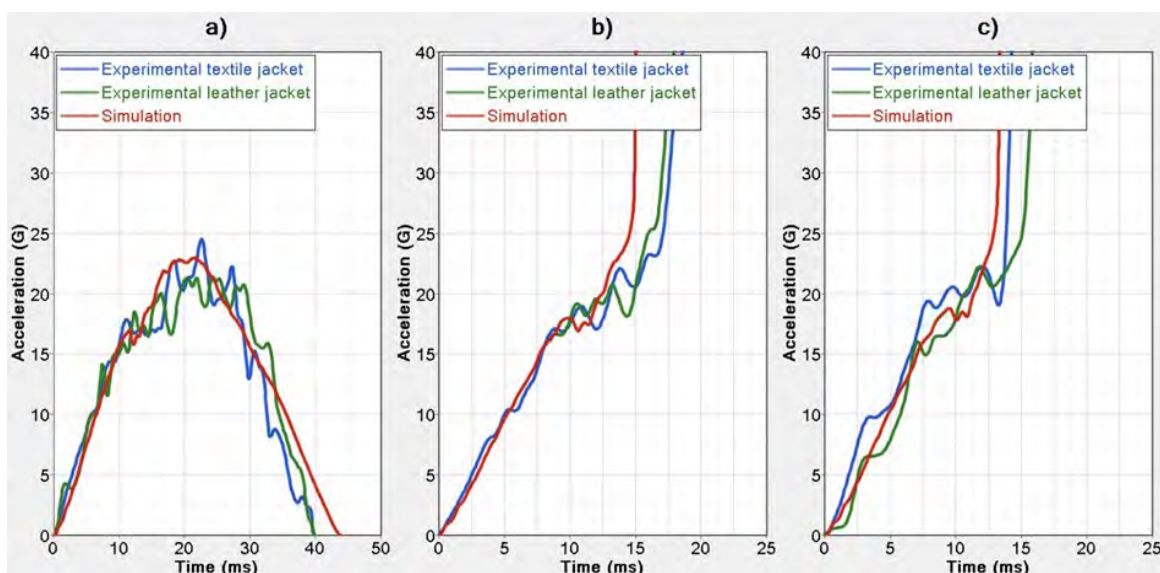 a)
40
35
30
25
20
15
10
5
0
Acceleration (G)
Experimental textile jacket
Experimental leather jacket
Simulation
0 10 20 30 40 50
Time (ms)
b)
40
35
30
25
20
15
10
5
0
Acceleration (G)
Experimental textile jacket
Experimental leather jacket
Simulation
0 5 10 15 20 25
Time (ms)
c)
40
35
30
25
20
15
10
5
0
Acceleration (G)
Experimental textile jacket
Experimental leather jacket
Simulation
0 5 10 15 20 25
Time (ms)